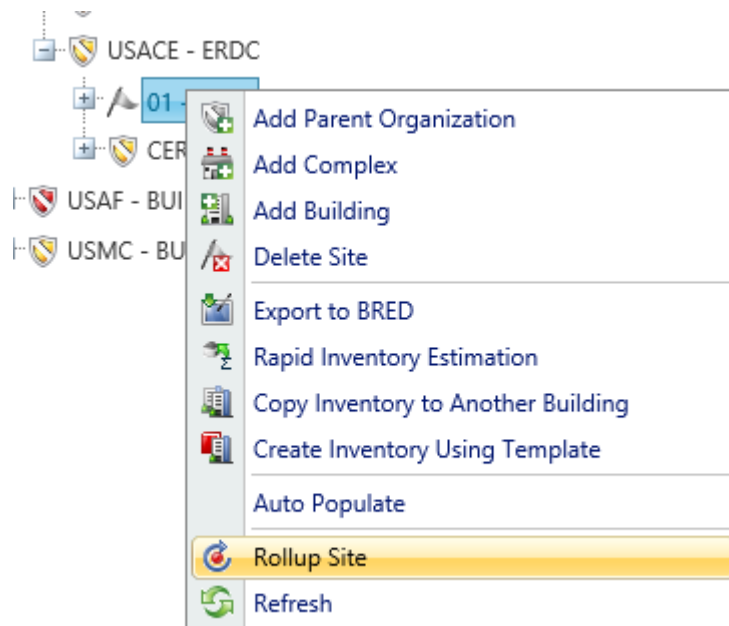 USACE - ERDC
01 -
CER
USAF - BUI
USMC - BU
Add Parent Organization
Add Complex
Add Building
Delete Site
Export to BRED
Rapid Inventory Estimation
Copy Inventory to Another Building
Create Inventory Using Template
Auto Populate
Rollup Site
Refresh